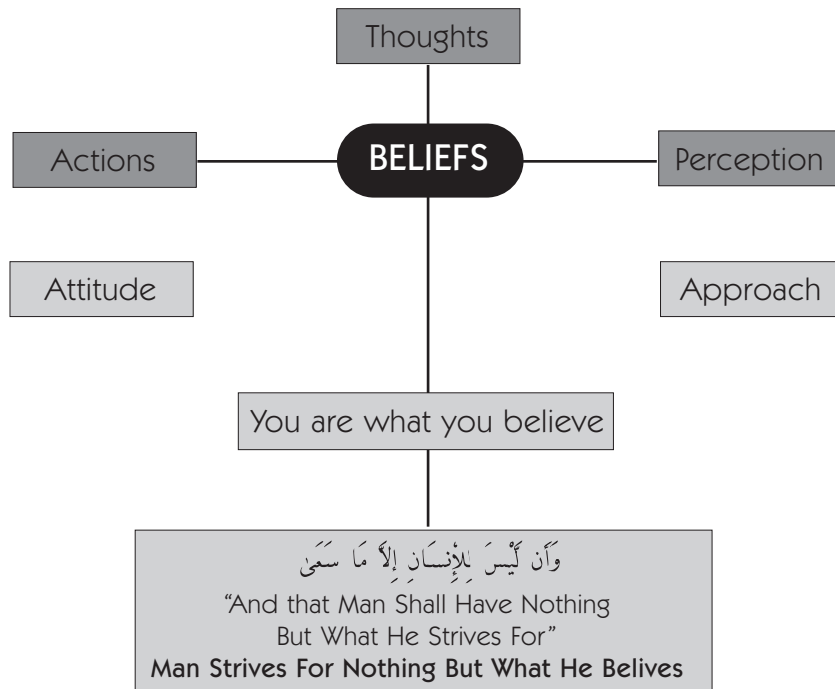 Thoughts
Actions
BELIEFS
Perception
Attitude
Approach
You are what you believe
وَأَن لَّيْسَ لِلْإِنسَانِ إِلَّا مَا سَعَىٰ
“And that Man Shall Have Nothing
But What He Strives For”
Man Strives For Nothing But What He Belives